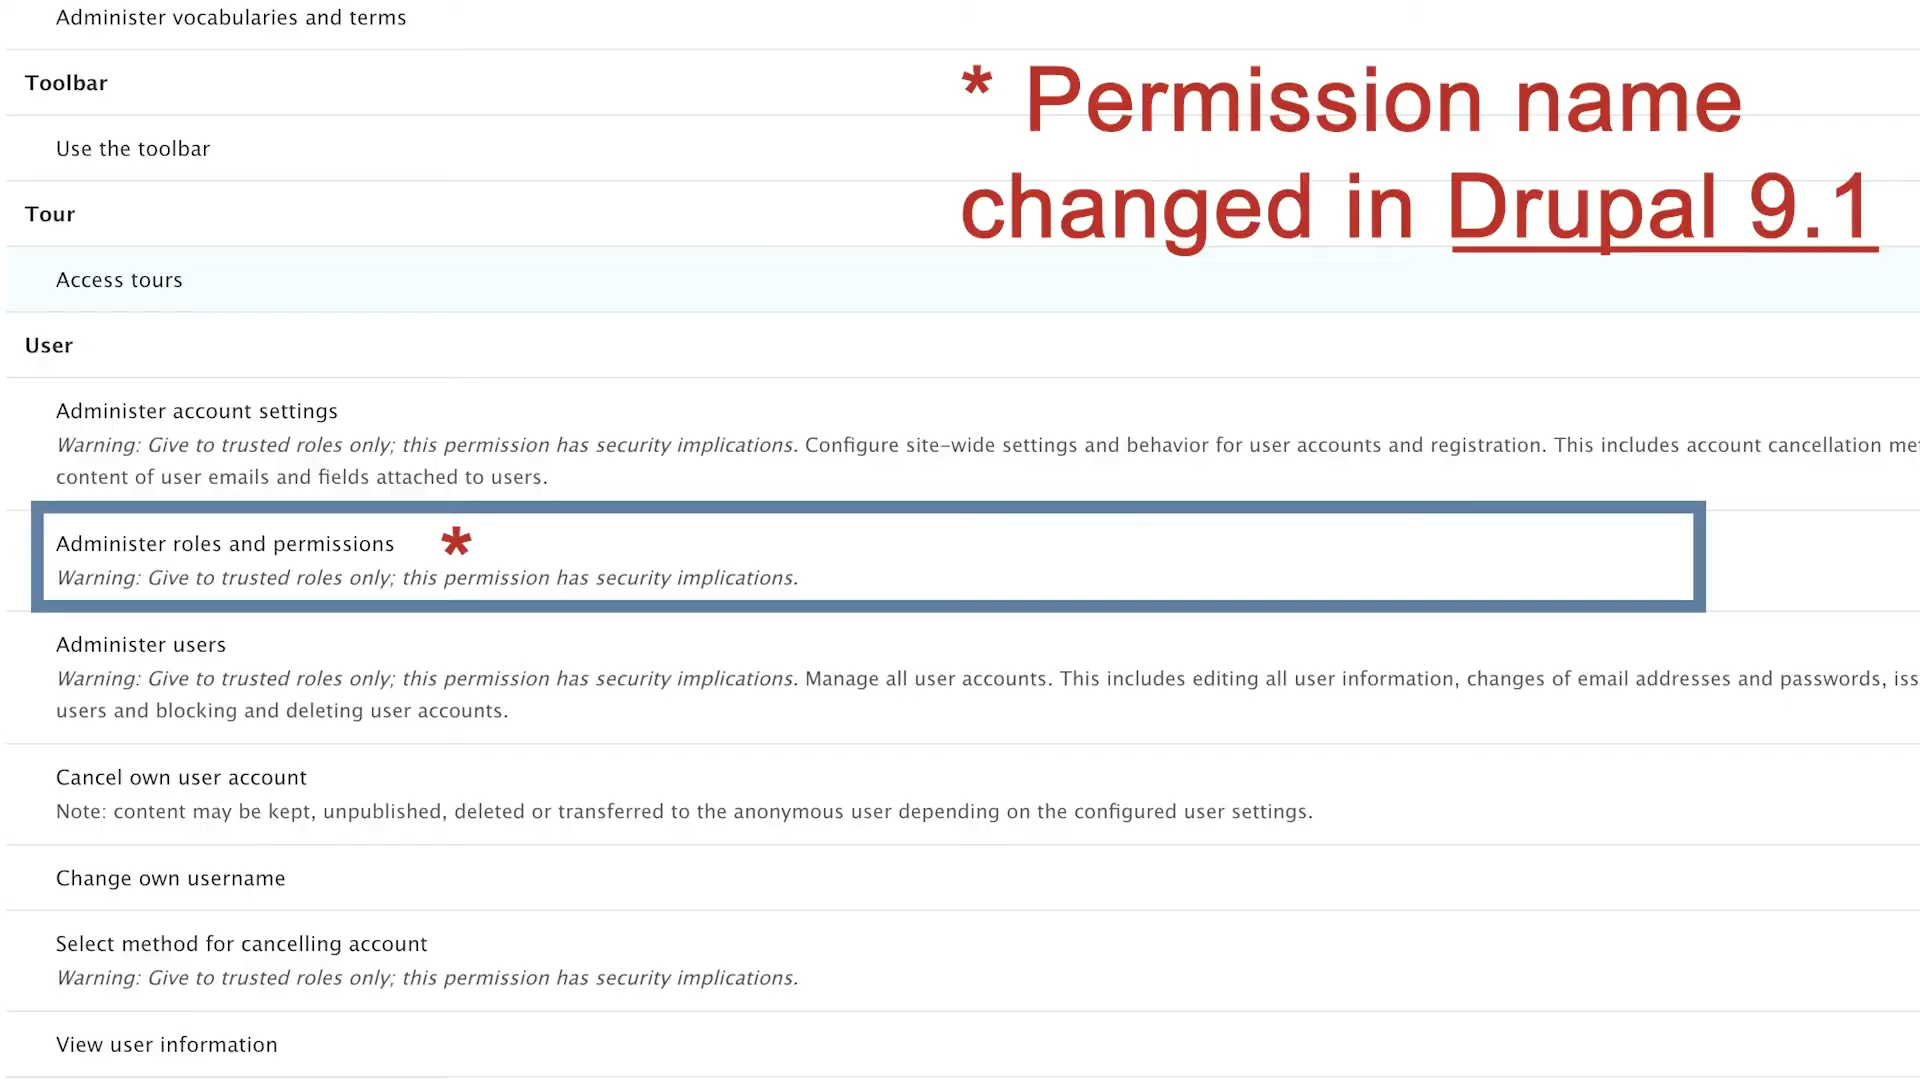 Administer vocabularies and terms
Toolbar
* Permission name
Use the toolbar
changed in Drupal 9.1
Tour
Access tours
User
Administer account settings
Warning: Give to trusted roles only; this permission has security implications. Configure site-wide settings and behavior for user accounts and registration. This includes account cancellation
content of user emails and fields attached to users.
Administer roles and permissions *
Warning: Give to trusted roles only; this permission has security implications.
Administer users
Warning: Give to trusted roles only; this permission has security implications. Manage all user accounts. This includes editing all user information, changes of email addresses and passwords,
users and blocking and deleting user accounts.
Cancel own user account
Note: content may be kept, unpublished, deleted or transferred to the anonymous user depending on the configured user settings.
Change own username
Select method for cancelling account
Warning: Give to trusted roles only; this permission has security implications.
View user information